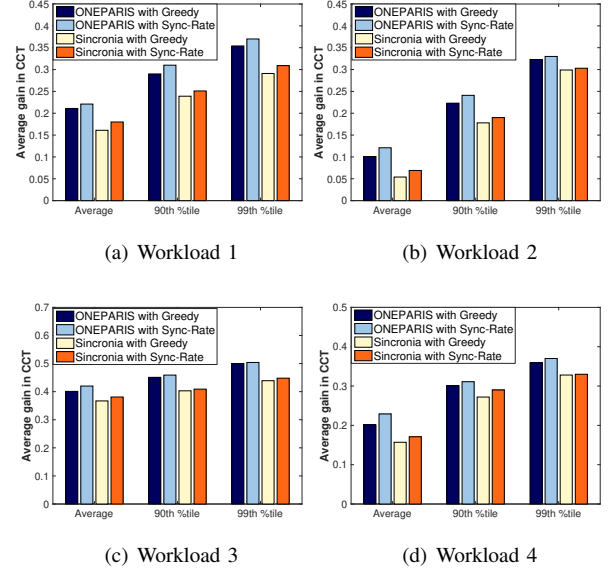 ONEPARIS with Greedy
ONEPARIS with Sync-Rate
Sincronia with Greedy
Sincronia with Sync-Rate
Average gain in CCT
0.45
0.4
0.35
0.3
0.25
0.2
0.15
0.1
0.05
0
Average 90th %tile 99th %tile
(a) Workload 1
ONEPARIS with Greedy
ONEPARIS with Sync-Rate
Sincronia with Greedy
Sincronia with Sync-Rate
Average gain in CCT
0.45
0.4
0.35
0.3
0.25
0.2
0.15
0.1
0.05
0
Average 90th %tile 99th %tile
(b) Workload 2
ONEPARIS with Greedy
ONEPARIS with Sync-Rate
Sincronia with Greedy
Sincronia with Sync-Rate
Average gain in CCT
0.7
0.6
0.5
0.4
0.3
0.2
0.1
0
Average 90th %tile 99th %tile
(c) Workload 3
ONEPARIS with Greedy
ONEPARIS with Sync-Rate
Sincronia with Greedy
Sincronia with Sync-Rate
Average gain in CCT
0.5
0.4
0.3
0.2
0.1
0
Average 90th %tile 99th %tile
(d) Workload 4